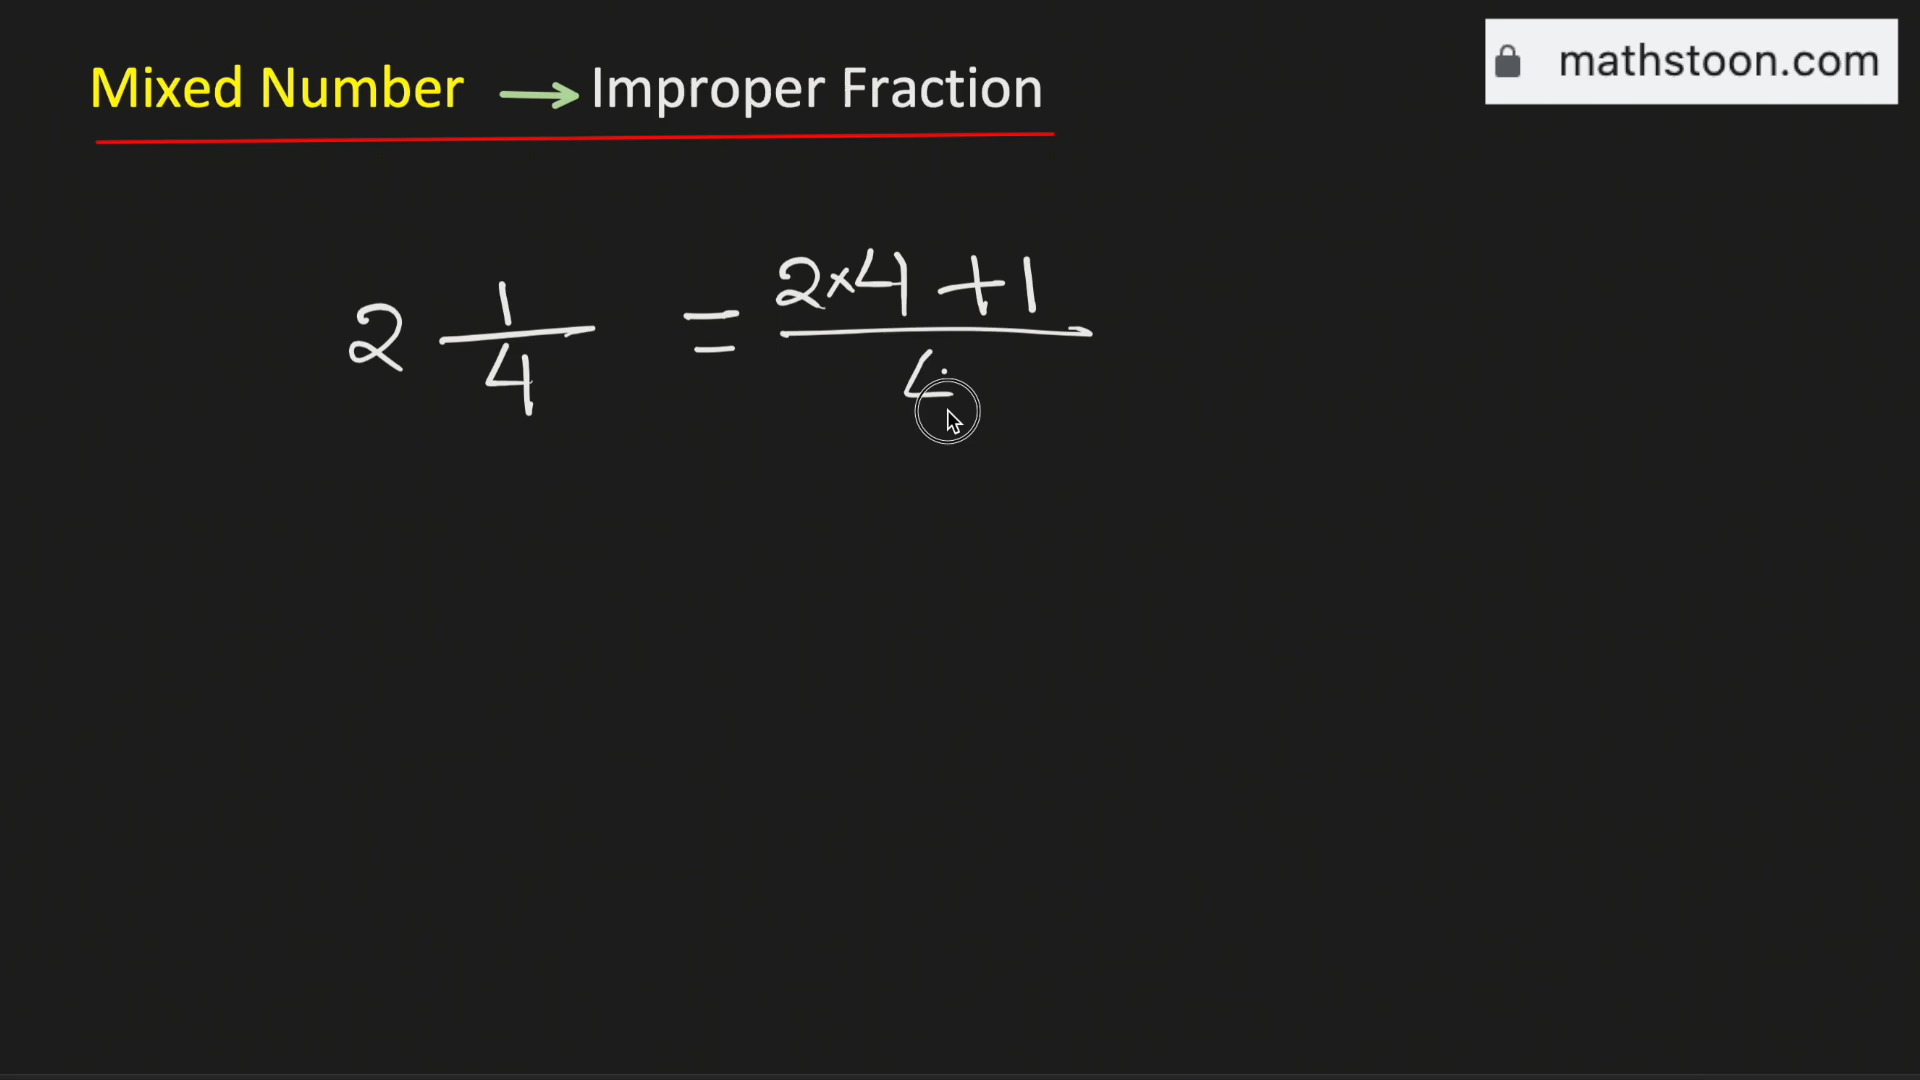 Mixed Number → Improper Fraction
mathstoon.com
2 1/4 = (2×4+1)/4